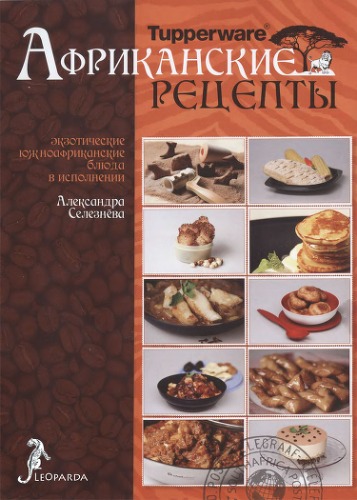 Tupperware®
Африканские
рецепты
экзотические
южноафриканские
блюда
в исполнении
Александра
Селезнёва
LEOPARDA